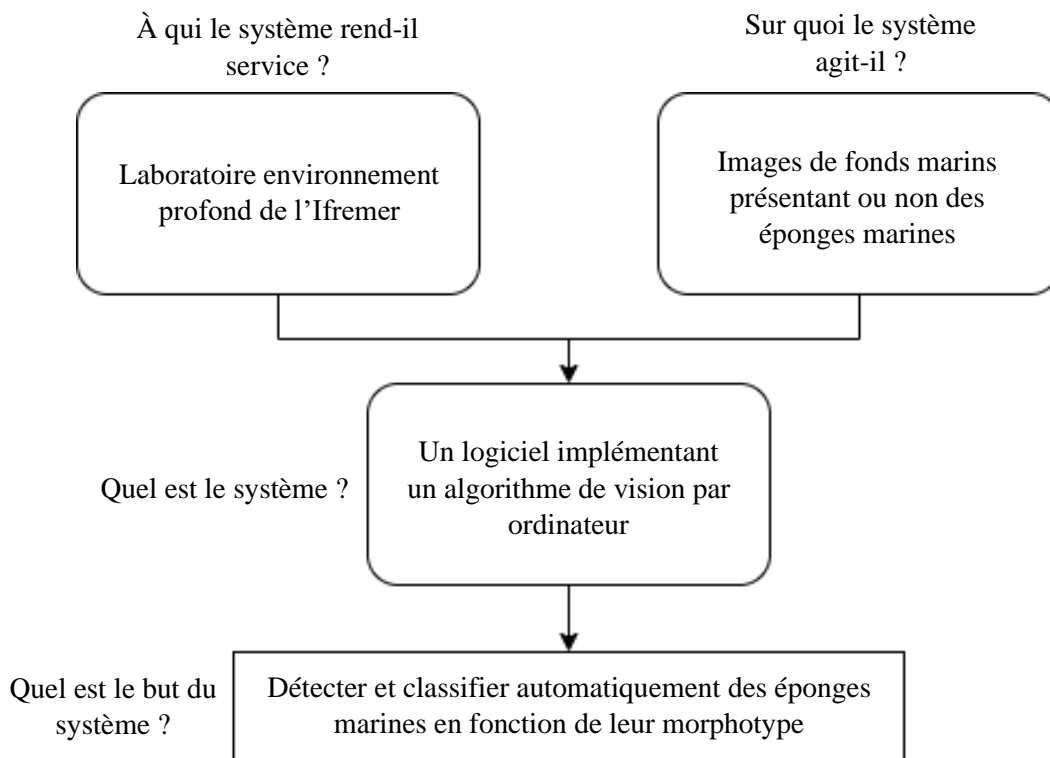 À qui le système rend-il
service ?
Sur quoi le système
agit-il ?
Laboratoire environnement
profond de l’Ifremer
Images de fonds marins
présentant ou non des
éponges marines
Quel est le système ?
Un logiciel implémentant
un algorithme de vision par
ordinateur
Quel est le but du
système ?
Détecter et classifier automatiquement des éponges
marines en fonction de leur morphotype